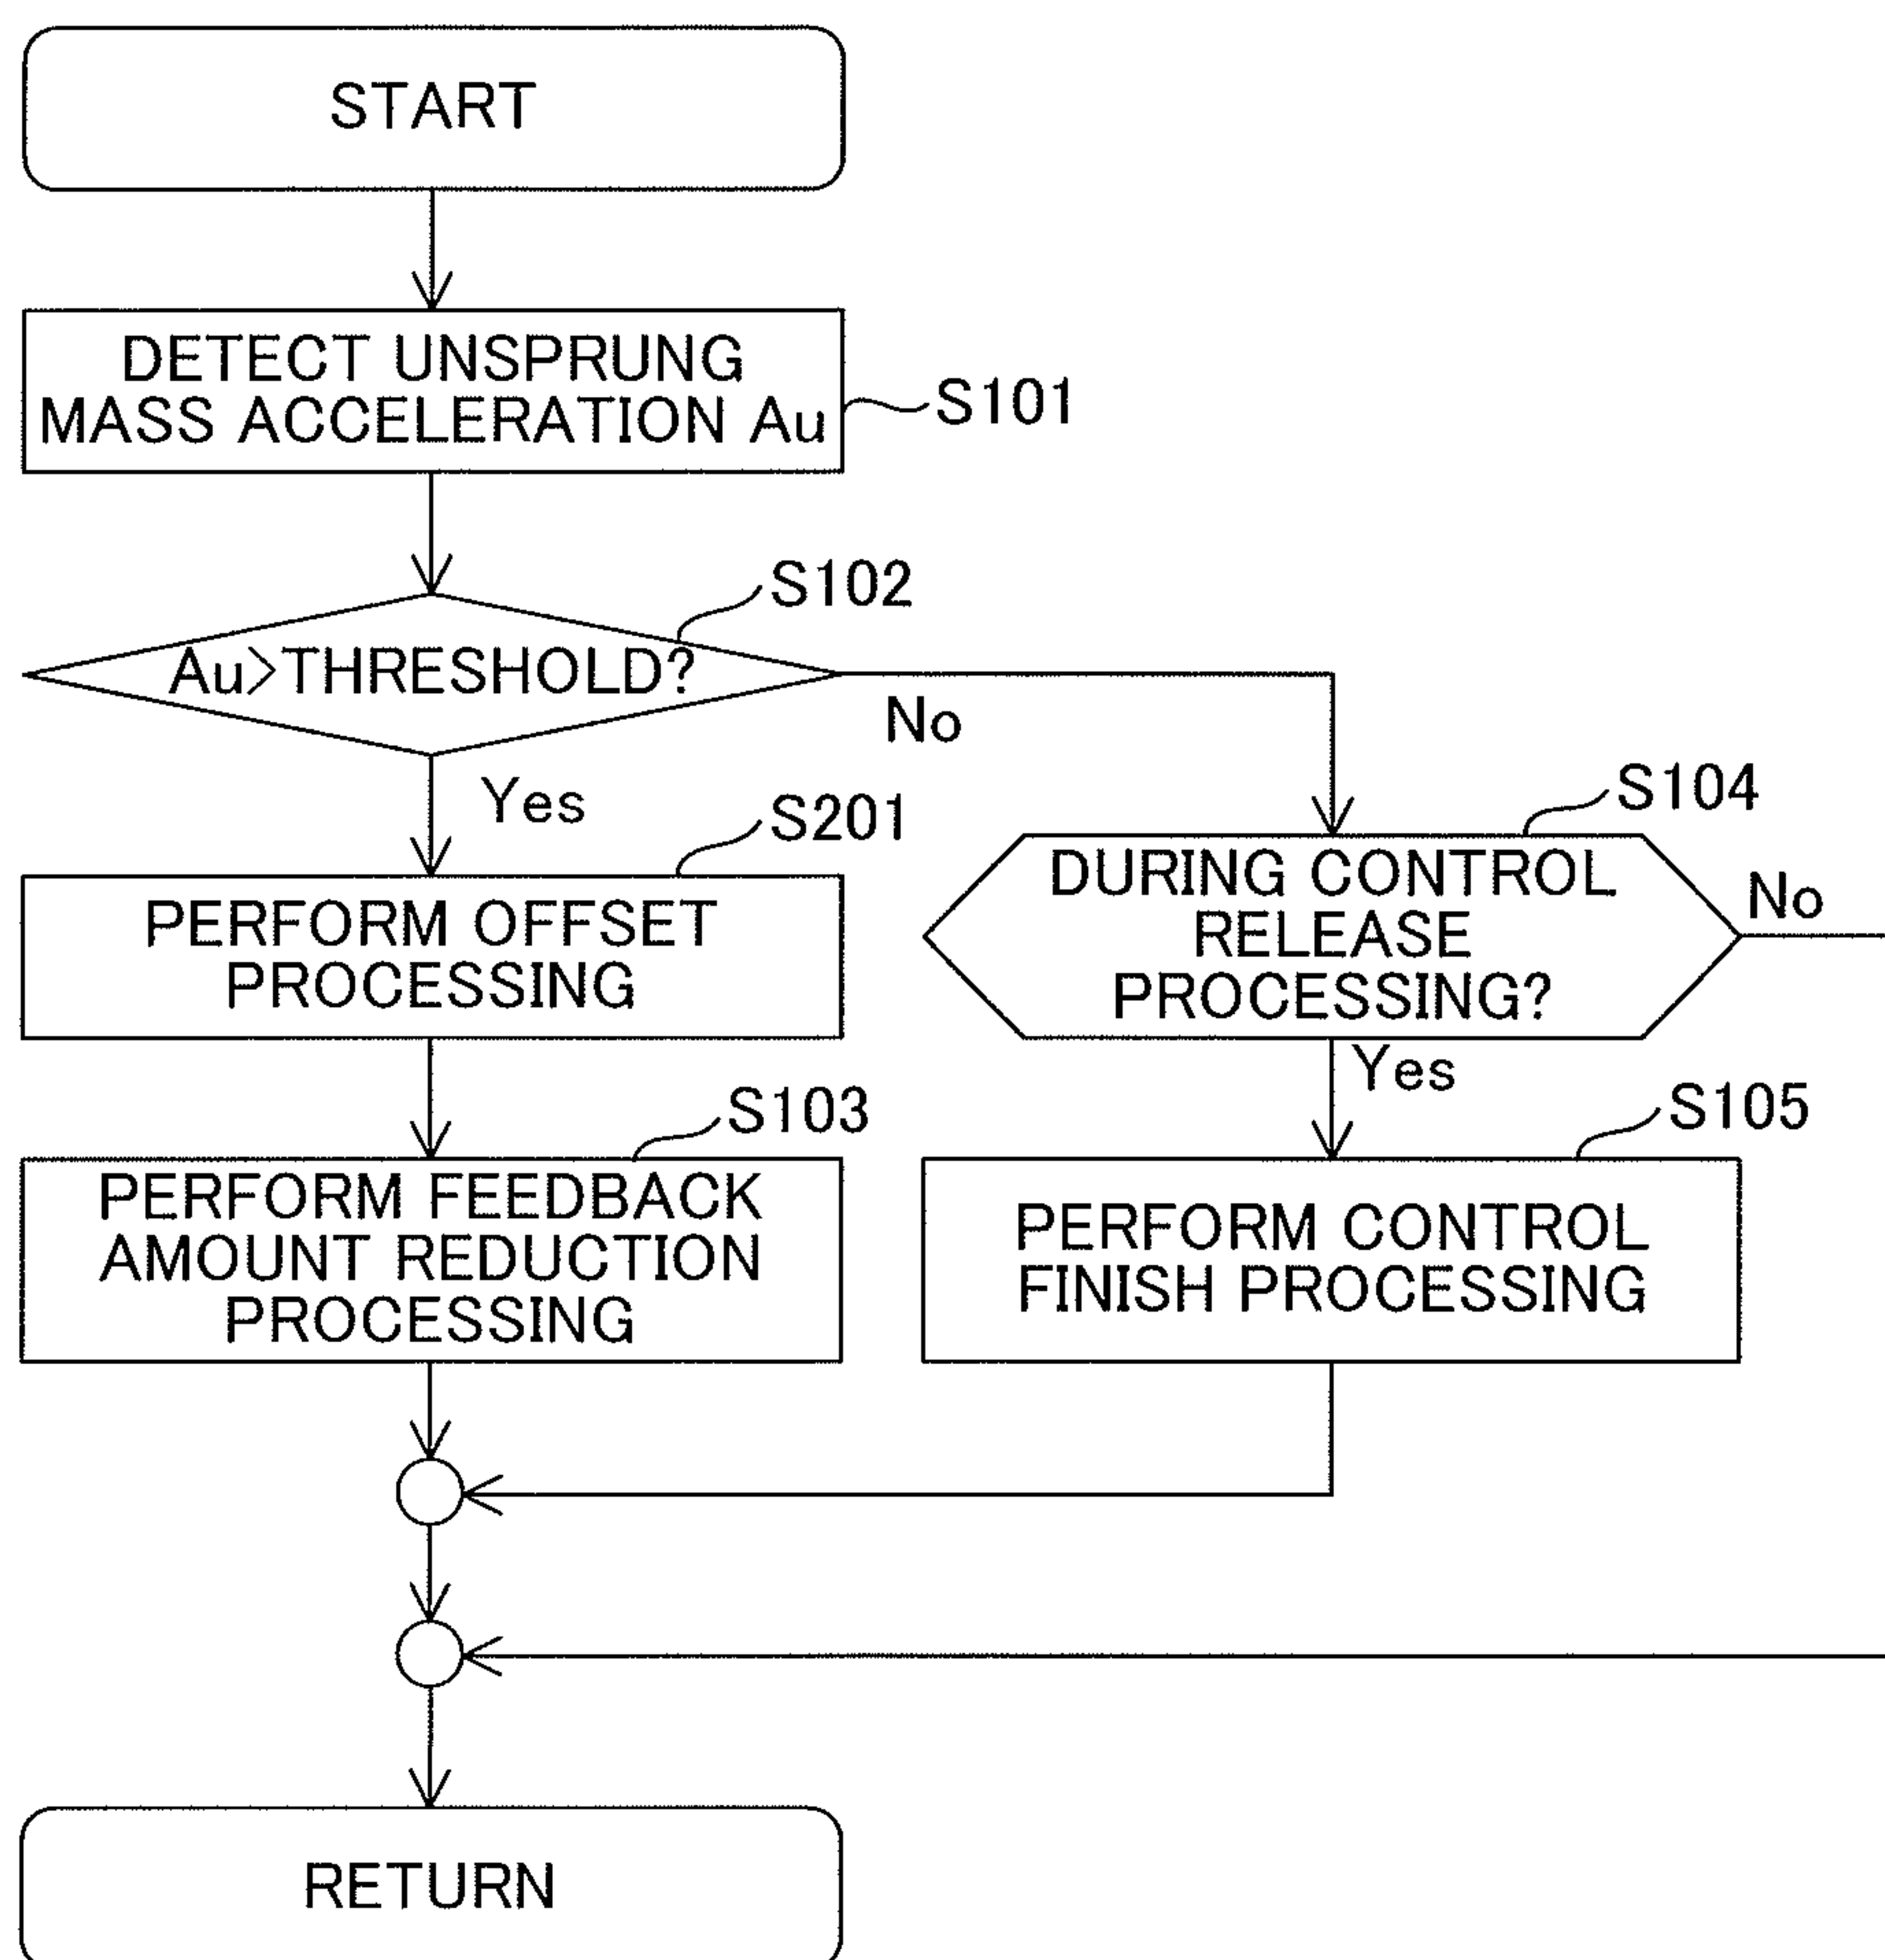 START
DETECT UNSPRUNG
MASS ACCELERATION Au
S101
S102
Au>THRESHOLD?
No
Yes
S201
PERFORM OFFSET
PROCESSING
S104
DURING CONTROL
RELEASE
PROCESSING?
No
Yes
S103
PERFORM FEEDBACK
AMOUNT REDUCTION
PROCESSING
S105
PERFORM CONTROL
FINISH PROCESSING
RETURN